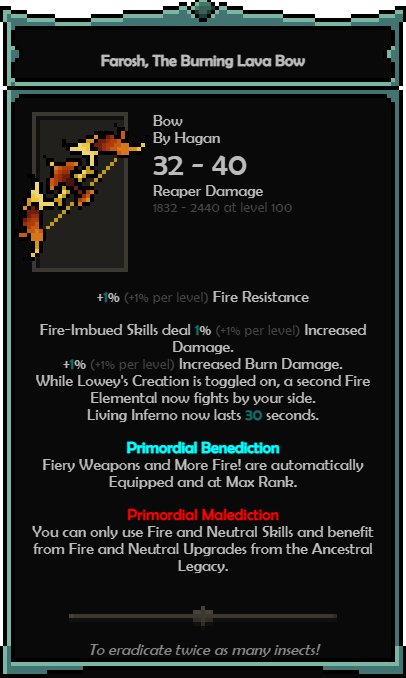 Farosh, The Burning Lava Bow
Bow
By Hagan
32 - 40
Reaper Damage
1832 - 2440 at level 100
+1% (+1% per level) Fire Resistance
Fire-Imbued Skills deal 1% (+1% per level) Increased
Damage.
+1% (+1% per level) Increased Burn Damage.
While Lowey's Creation is toggled on, a second Fire
Elemental now fights by your side.
Living Inferno now lasts 30 seconds.
Primordial Benediction
Fiery Weapons and More Fire! are automatically
Equipped and at Max Rank.
Primordial Malediction
You can only use Fire and Neutral Skills and benefit
from Fire and Neutral Upgrades from the Ancestral
Legacy.
To eradicate twice as many insects!